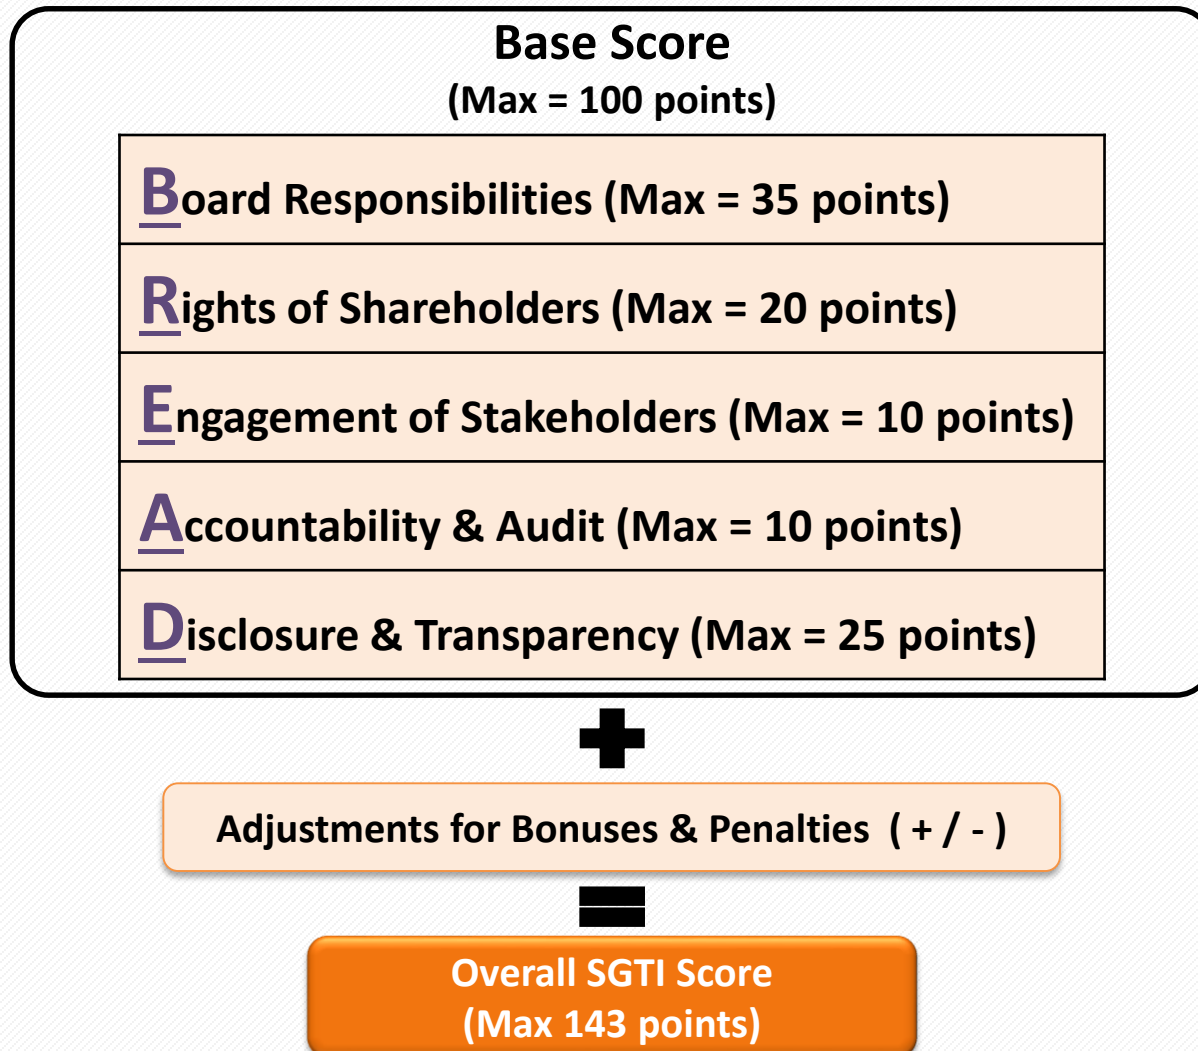 Base Score
(Max = 100 points)
Board Responsibilities (Max = 35 points)
Rights of Shareholders (Max = 20 points)
Engagement of Stakeholders (Max = 10 points)
Accountability & Audit (Max = 10 points)
Disclosure & Transparency (Max = 25 points)
+
Adjustments for Bonuses & Penalties ( + / - )
=
Overall SGTI Score
(Max 143 points)